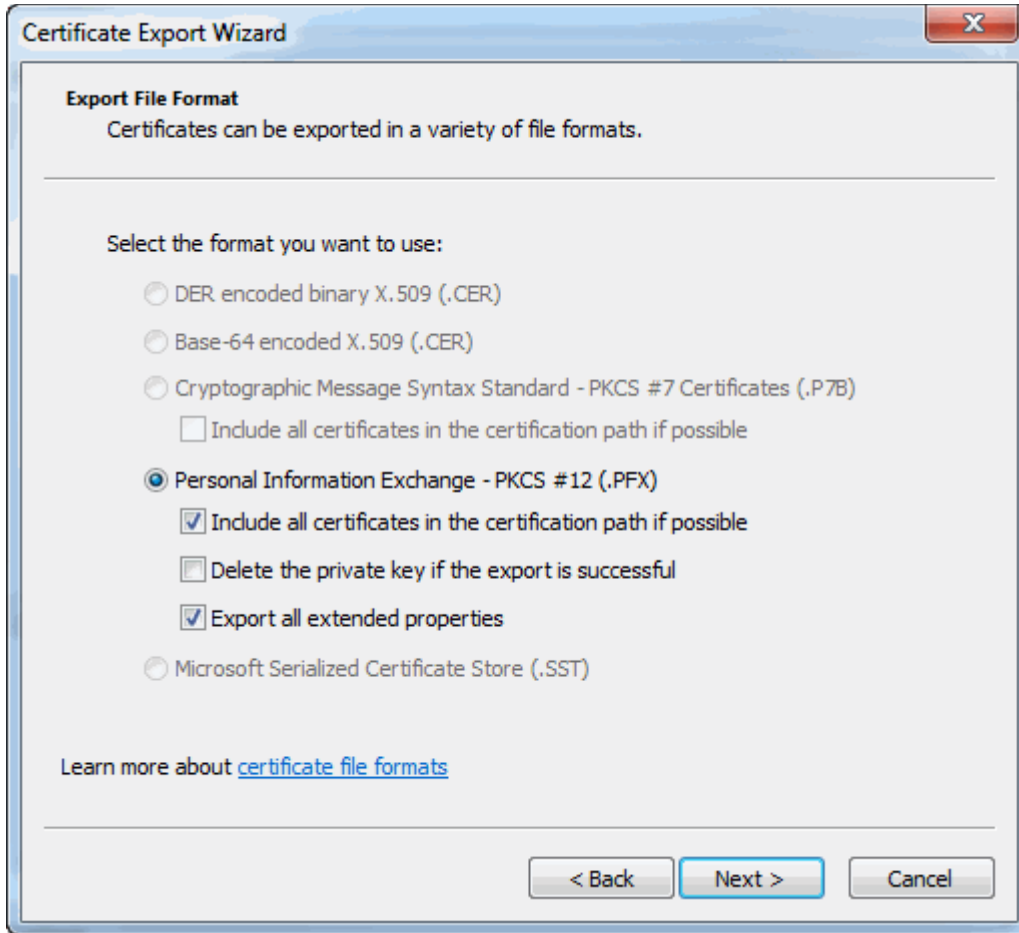 Certificate Export Wizard
Export File Format
Certificates can be exported in a variety of file formats.
Select the format you want to use:
DER encoded binary X.509 (.CER)
Base-64 encoded X.509 (.CER)
Cryptographic Message Syntax Standard - PKCS #7 Certificates (.P7B)
Include all certificates in the certification path if possible
Personal Information Exchange - PKCS #12 (.PFX)
Include all certificates in the certification path if possible
Delete the private key if the export is successful
Export all extended properties
Microsoft Serialized Certificate Store (.SST)
Learn more about certificate file formats
< Back Next > Cancel